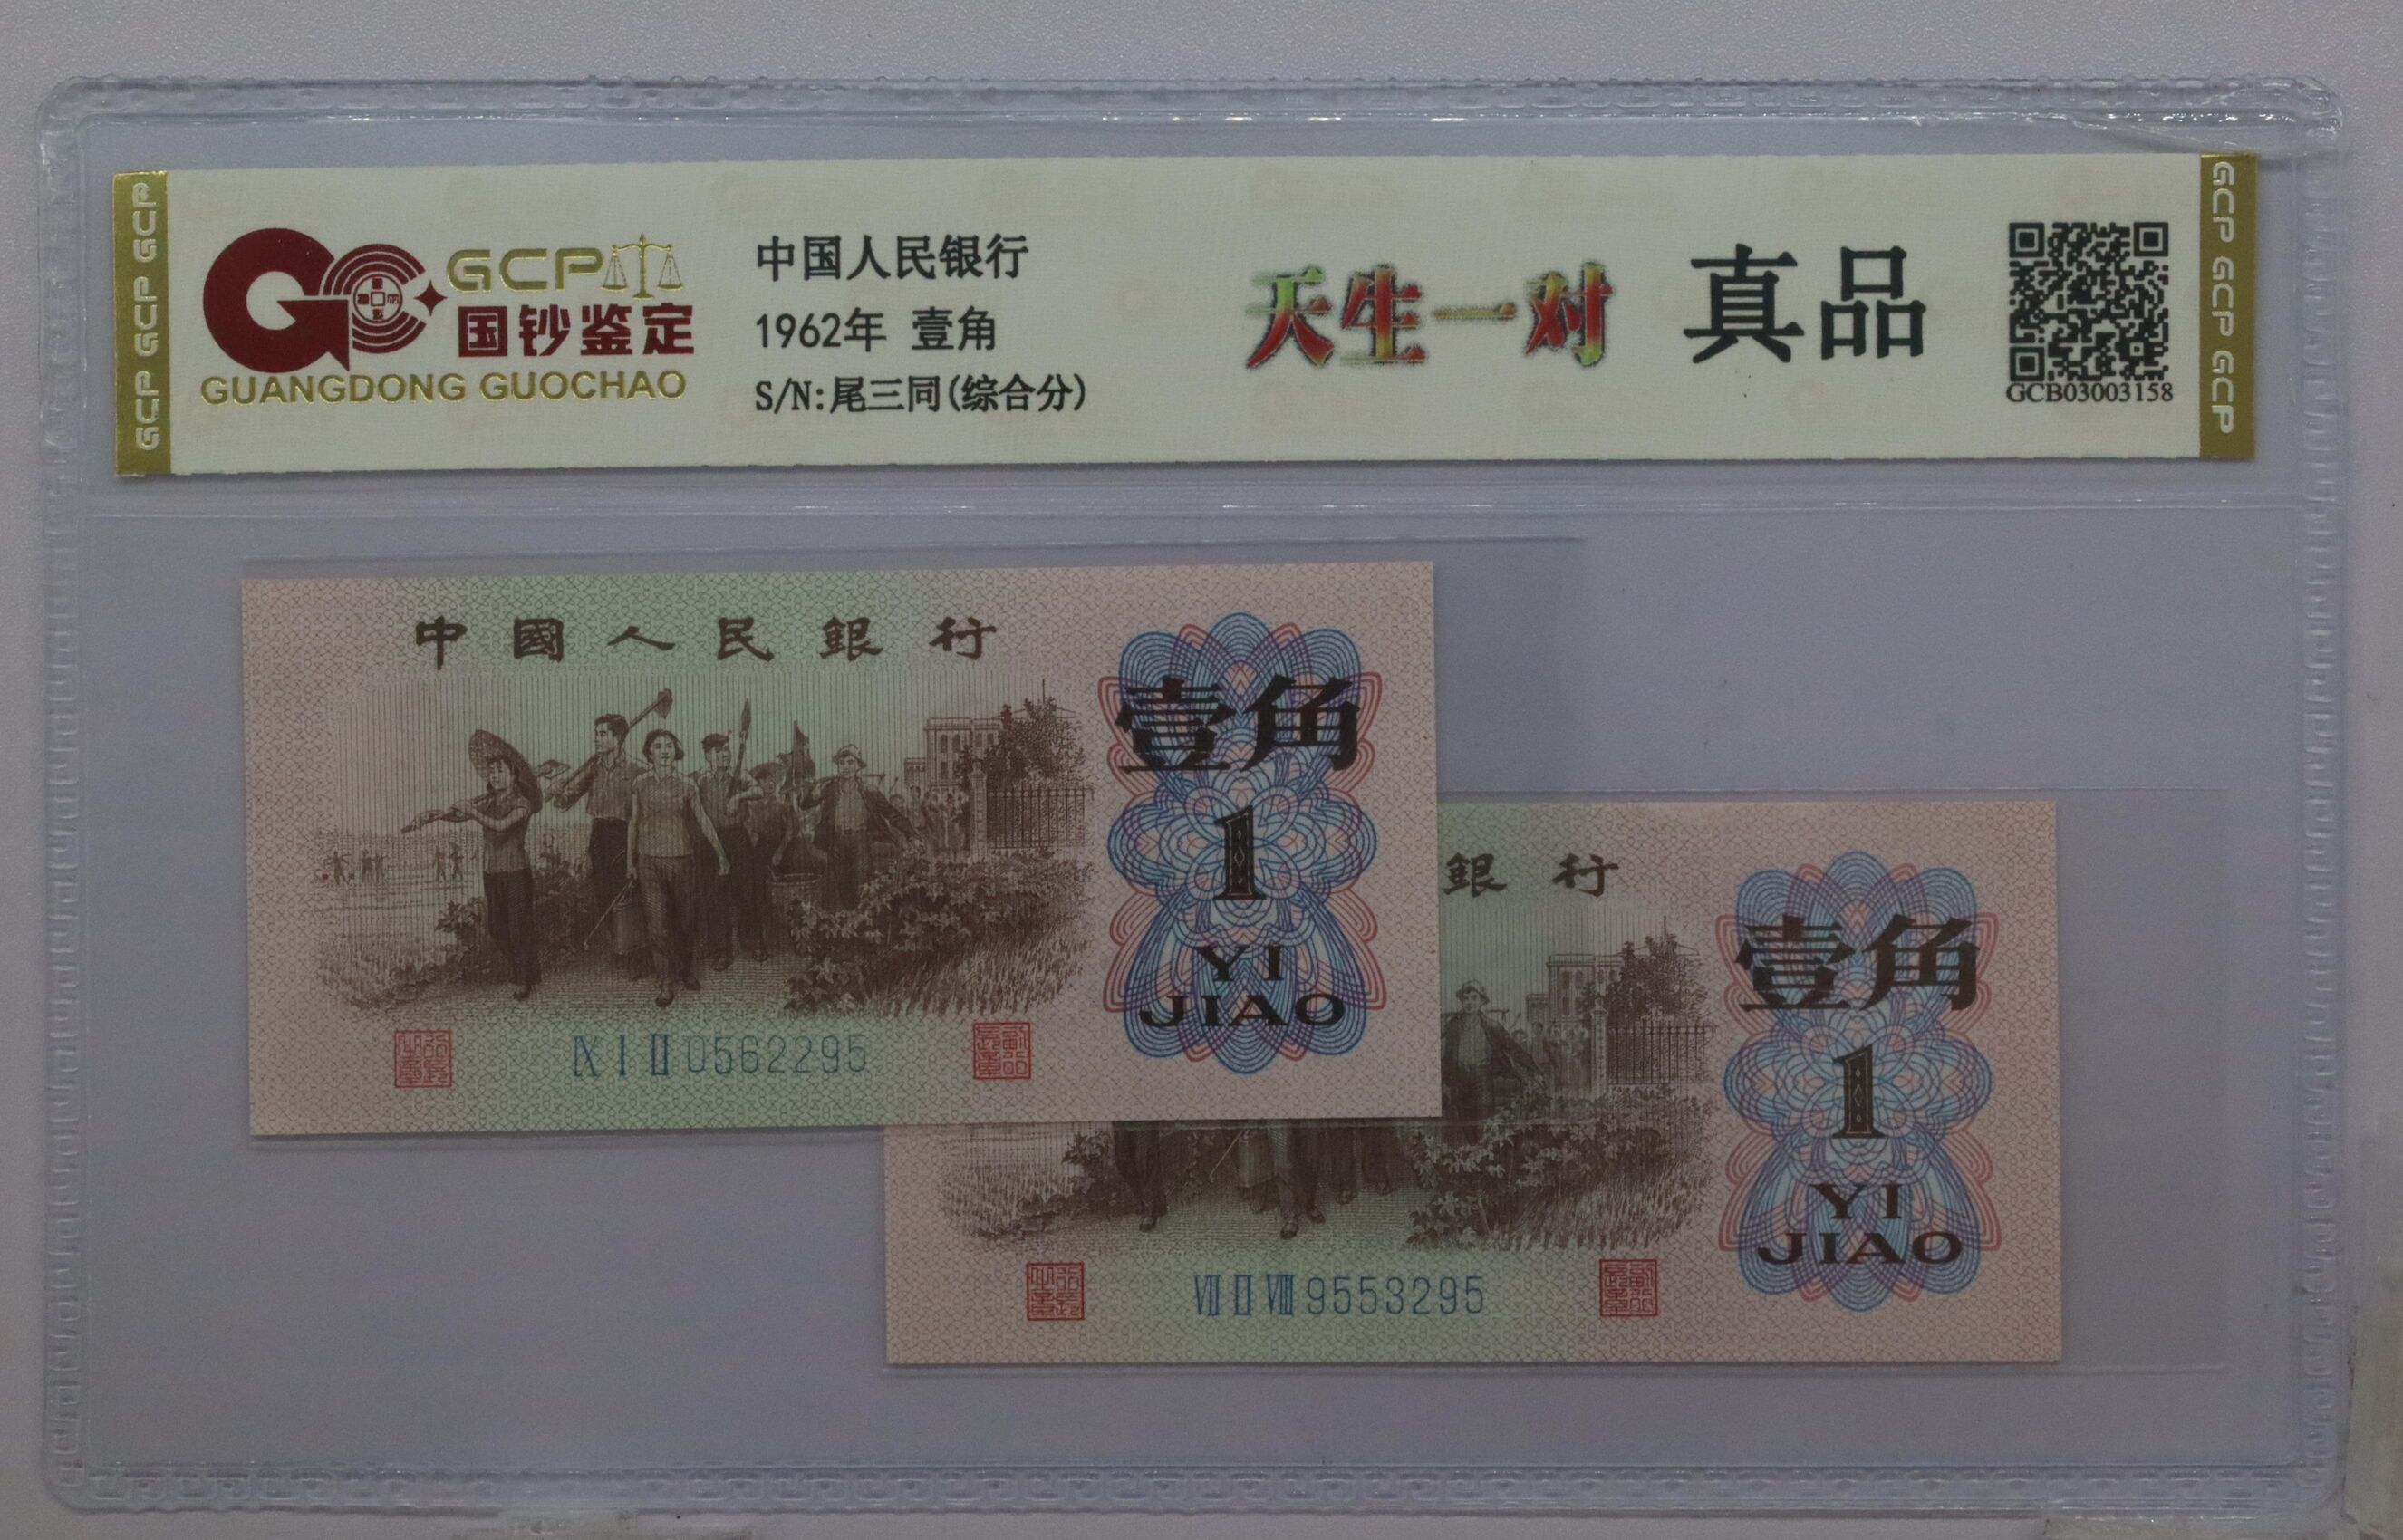 GCP GCP GCP
GCP
国钞鉴定
GUANGDONG GUOCHAO
中国人民银行
1962年 壹角
S/N:尾三同(综合分)
天生一对
真品
GCB03003158
GCP GCP GCP
中國人民銀行
壹角
1
YI
JIAO
IX I II 0562295
銀行
壹角
1
YI
JIAO
VII II VIII 9553295